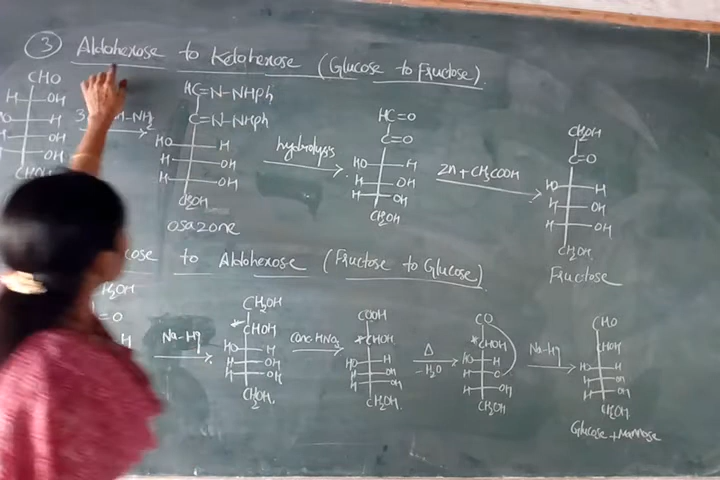 ③ Aldohexose to Ketohexose (Glucose to Fructose).
CHO
H OH
H
H OH
H OH
3
-NH₂
HC=N-NHPh
C=N-NHPh
HO H
H OH
H OH
CH₂OH
Osazone
hydrolysis
HC=O
C=O
HO H
H OH
H OH
CH₂OH
Zn + CH₃COOH
CH₂OH
C=O
HO H
H OH
H OH
CH₂OH
Fructose
to Aldohexose (Fructose to Glucose)
=O
H
Na-Hg
CH₂OH
*CHOH
HO H
H OH
H OH
CH₂OH.
Conc HNO₃
COOH
*CHOH
HO H
H OH
H OH
CH₂OH.
Δ
-H₂O
CO
*CHOH
HO H
H C
H OH
CH₂OH
Na-Hg
CHO
CHOH
HO H
H OH
H OH
CH₂OH.
Glucose + Mannose